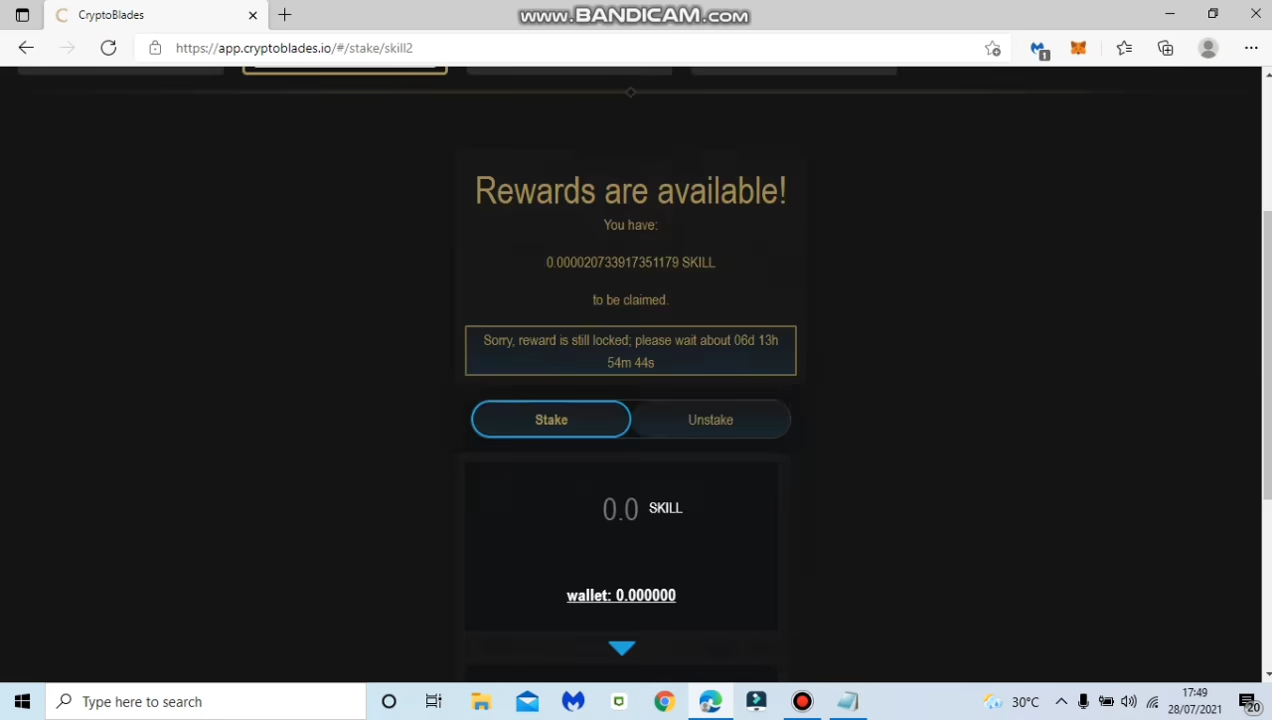 CryptoBlades
www.BANDICAM.com
https://app.cryptoblades.io/#/stake/skill2
1
Rewards are available!
You have:
0.000020733917351179 SKILL
to be claimed.
Sorry, reward is still locked; please wait about 06d 13h
54m 44s
Stake
Unstake
0.0 SKILL
wallet: 0.000000
Type here to search
30°C
17:49
28/07/2021
20